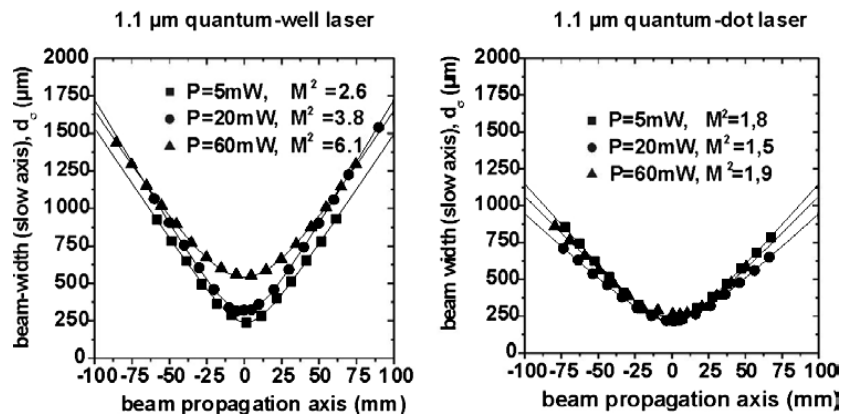 1.1 µm quantum-well laser
beam-width (slow axis), dσ (µm)
2000
1750
1500
1250
1000
750
500
250
0
P=5mW, M² =2.6
P=20mW, M² =3.8
P=60mW, M² =6.1
-100 -75 -50 -25 0 25 50 75 100
beam propagation axis (mm)
1.1 µm quantum-dot laser
beam width (slow axis), dσ (µm)
2000
1750
1500
1250
1000
750
500
250
0
P=5mW, M²=1,8
P=20mW, M²=1,5
P=60mW, M²=1,9
-100 -75 -50 -25 0 25 50 75 100
beam propagation axis (mm)